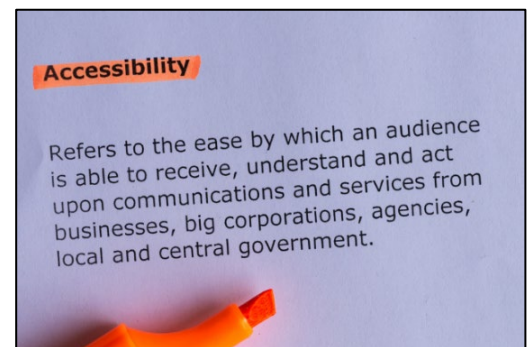 Accessibility
Refers to the ease by which an audience
is able to receive, understand and act
upon communications and services from
businesses, big corporations, agencies,
local and central government.